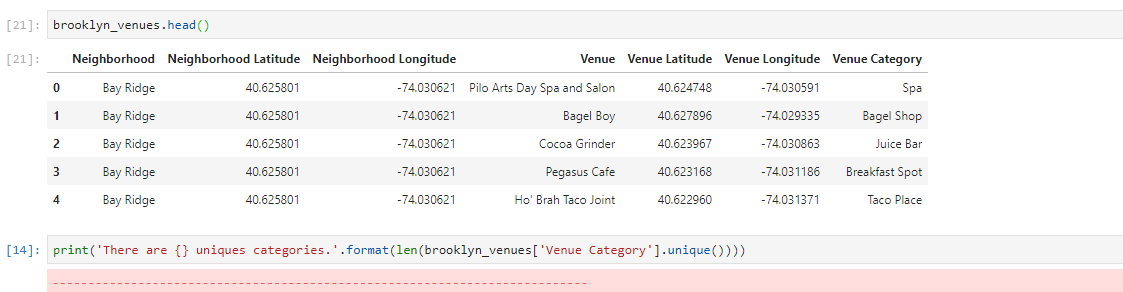 [21]: brooklyn_venues.head()
[21]: Neighborhood Neighborhood Latitude Neighborhood Longitude Venue Venue Latitude Venue Longitude Venue Category
0 Bay Ridge 40.625801 -74.030621 Pilo Arts Day Spa and Salon 40.624748 -74.030591 Spa
1 Bay Ridge 40.625801 -74.030621 Bagel Boy 40.627896 -74.029335 Bagel Shop
2 Bay Ridge 40.625801 -74.030621 Cocoa Grinder 40.623967 -74.030863 Juice Bar
3 Bay Ridge 40.625801 -74.030621 Pegasus Cafe 40.623168 -74.031186 Breakfast Spot
4 Bay Ridge 40.625801 -74.030621 Ho' Brah Taco Joint 40.622960 -74.031371 Taco Place
[14]: print('There are {} uniques categories.'.format(len(brooklyn_venues['Venue Category'].unique())))
---------------------------------------------------------------------------